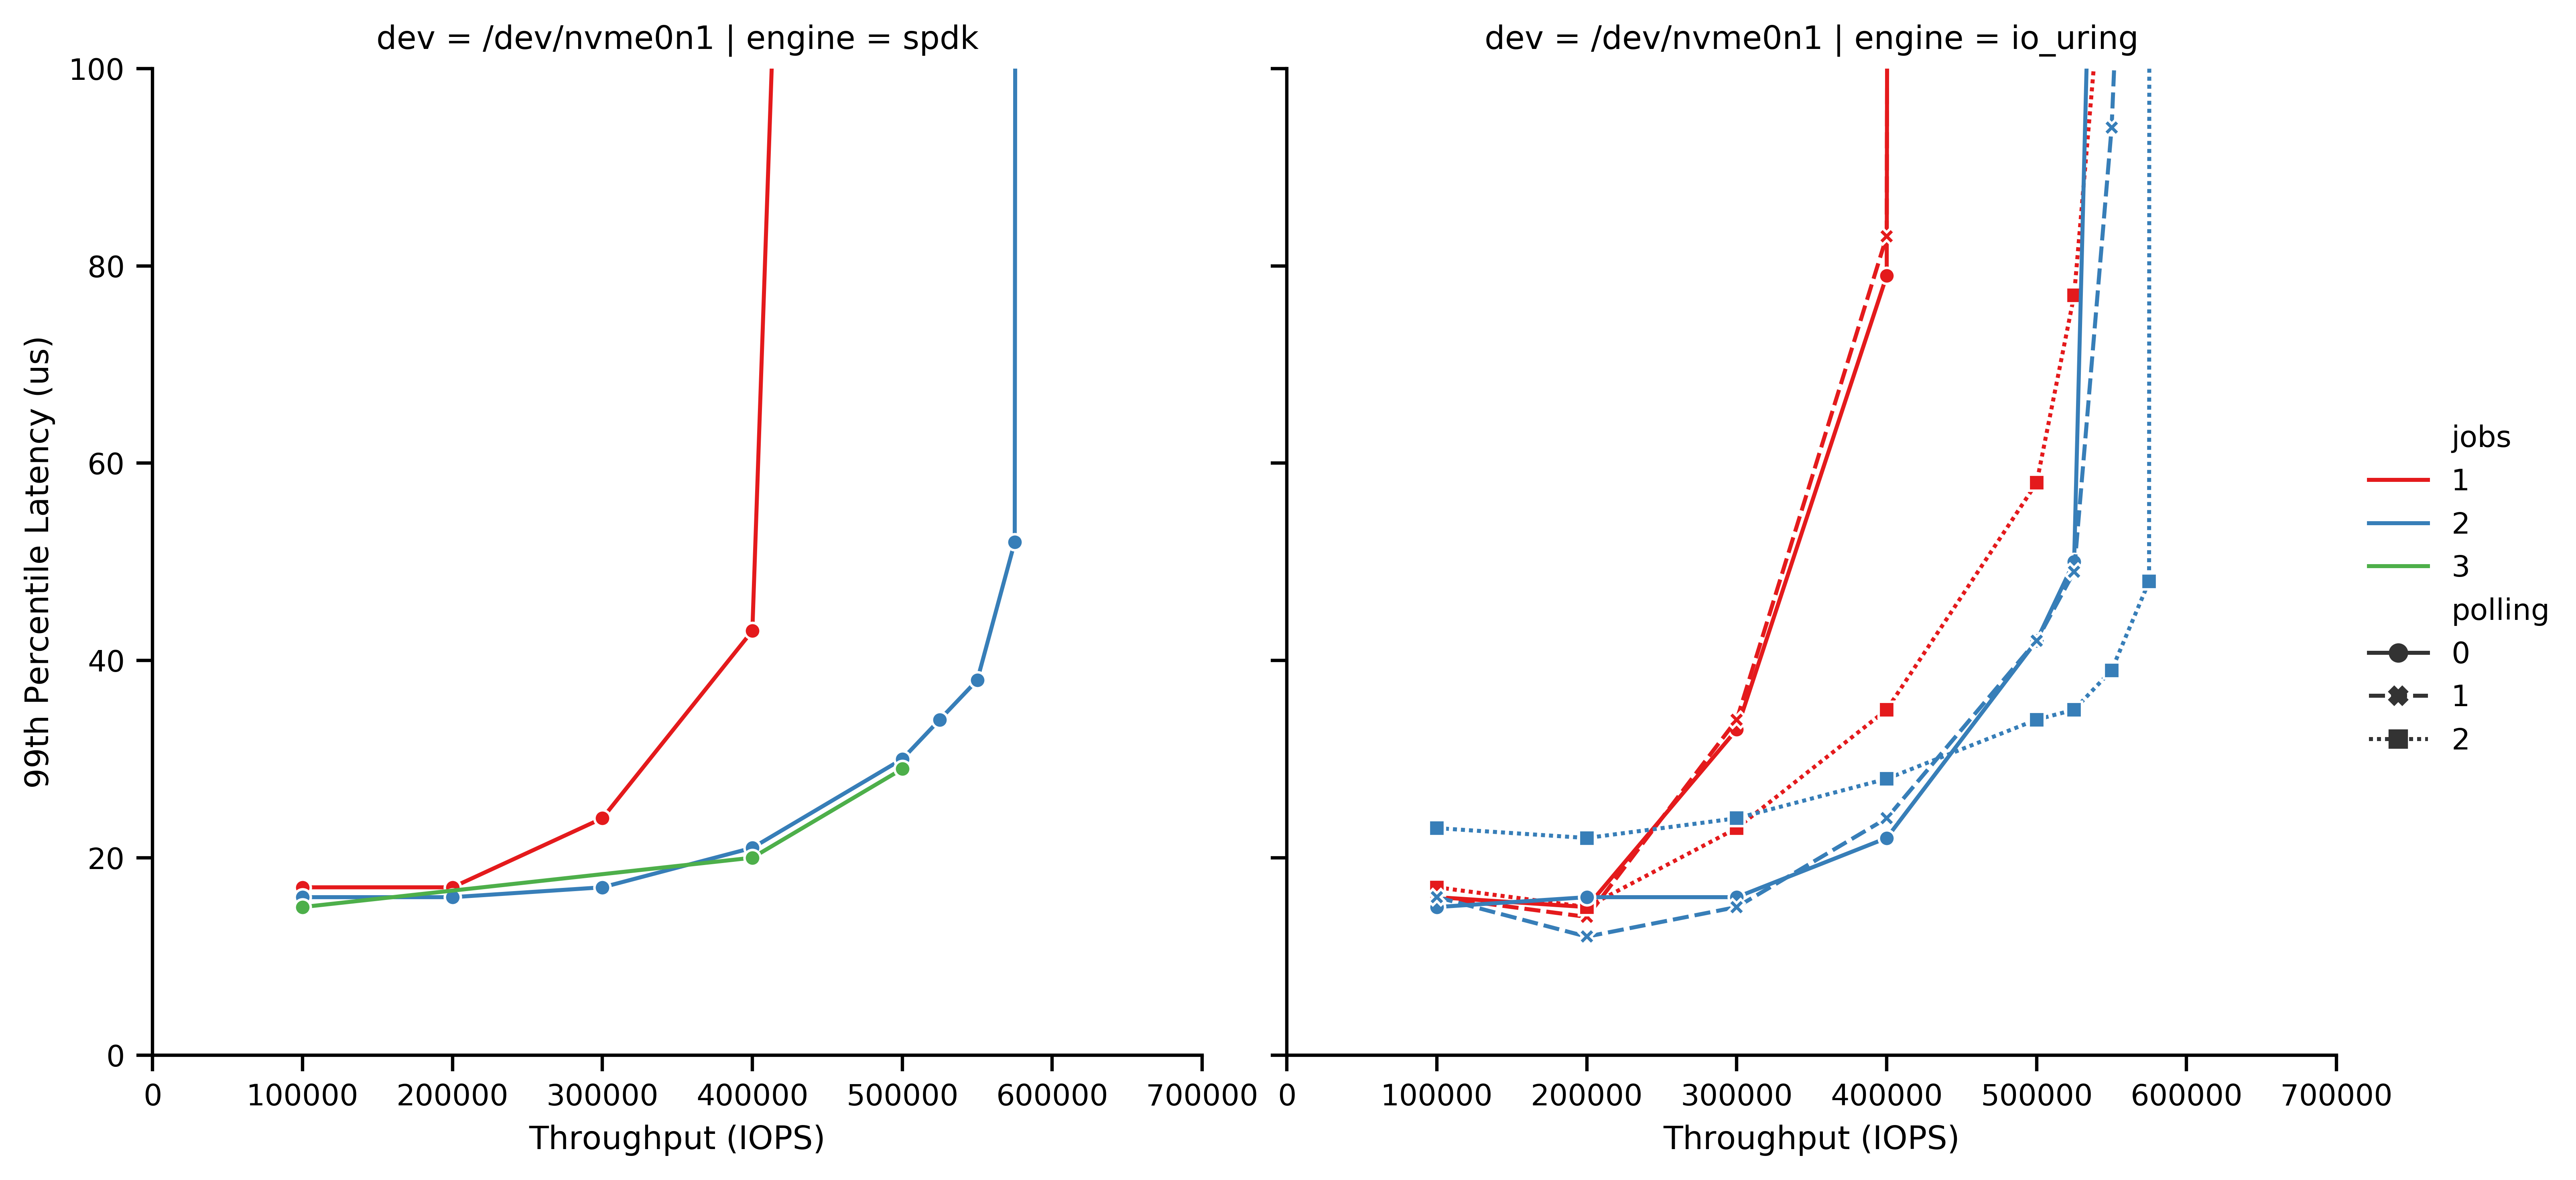 dev = /dev/nvme0n1 | engine = spdk
dev = /dev/nvme0n1 | engine = io_uring
99th Percentile Latency (us)
100
80
60
40
20
0
0 100000 200000 300000 400000 500000 600000 700000
Throughput (IOPS)
0 100000 200000 300000 400000 500000 600000 700000
Throughput (IOPS)
jobs
1
2
3
polling
0
1
2